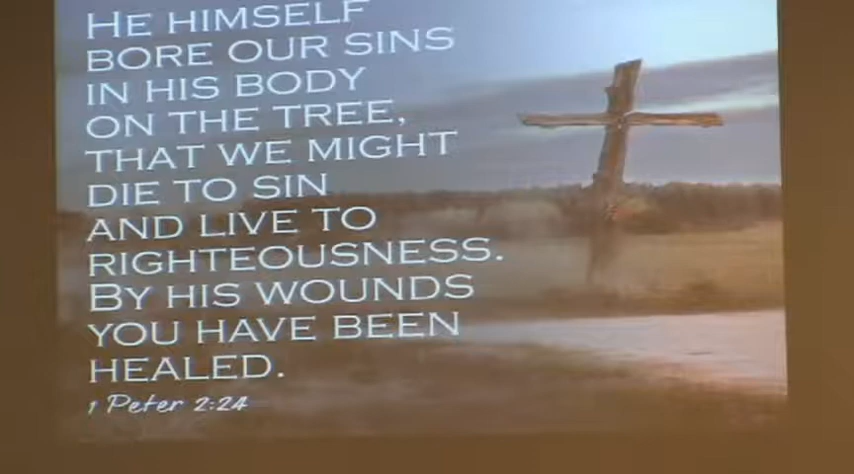 HE HIMSELF
BORE OUR SINS
IN HIS BODY
ON THE TREE,
THAT WE MIGHT
DIE TO SIN
AND LIVE TO
RIGHTEOUSNESS.
BY HIS WOUNDS
YOU HAVE BEEN
HEALED.
1 Peter 2:24